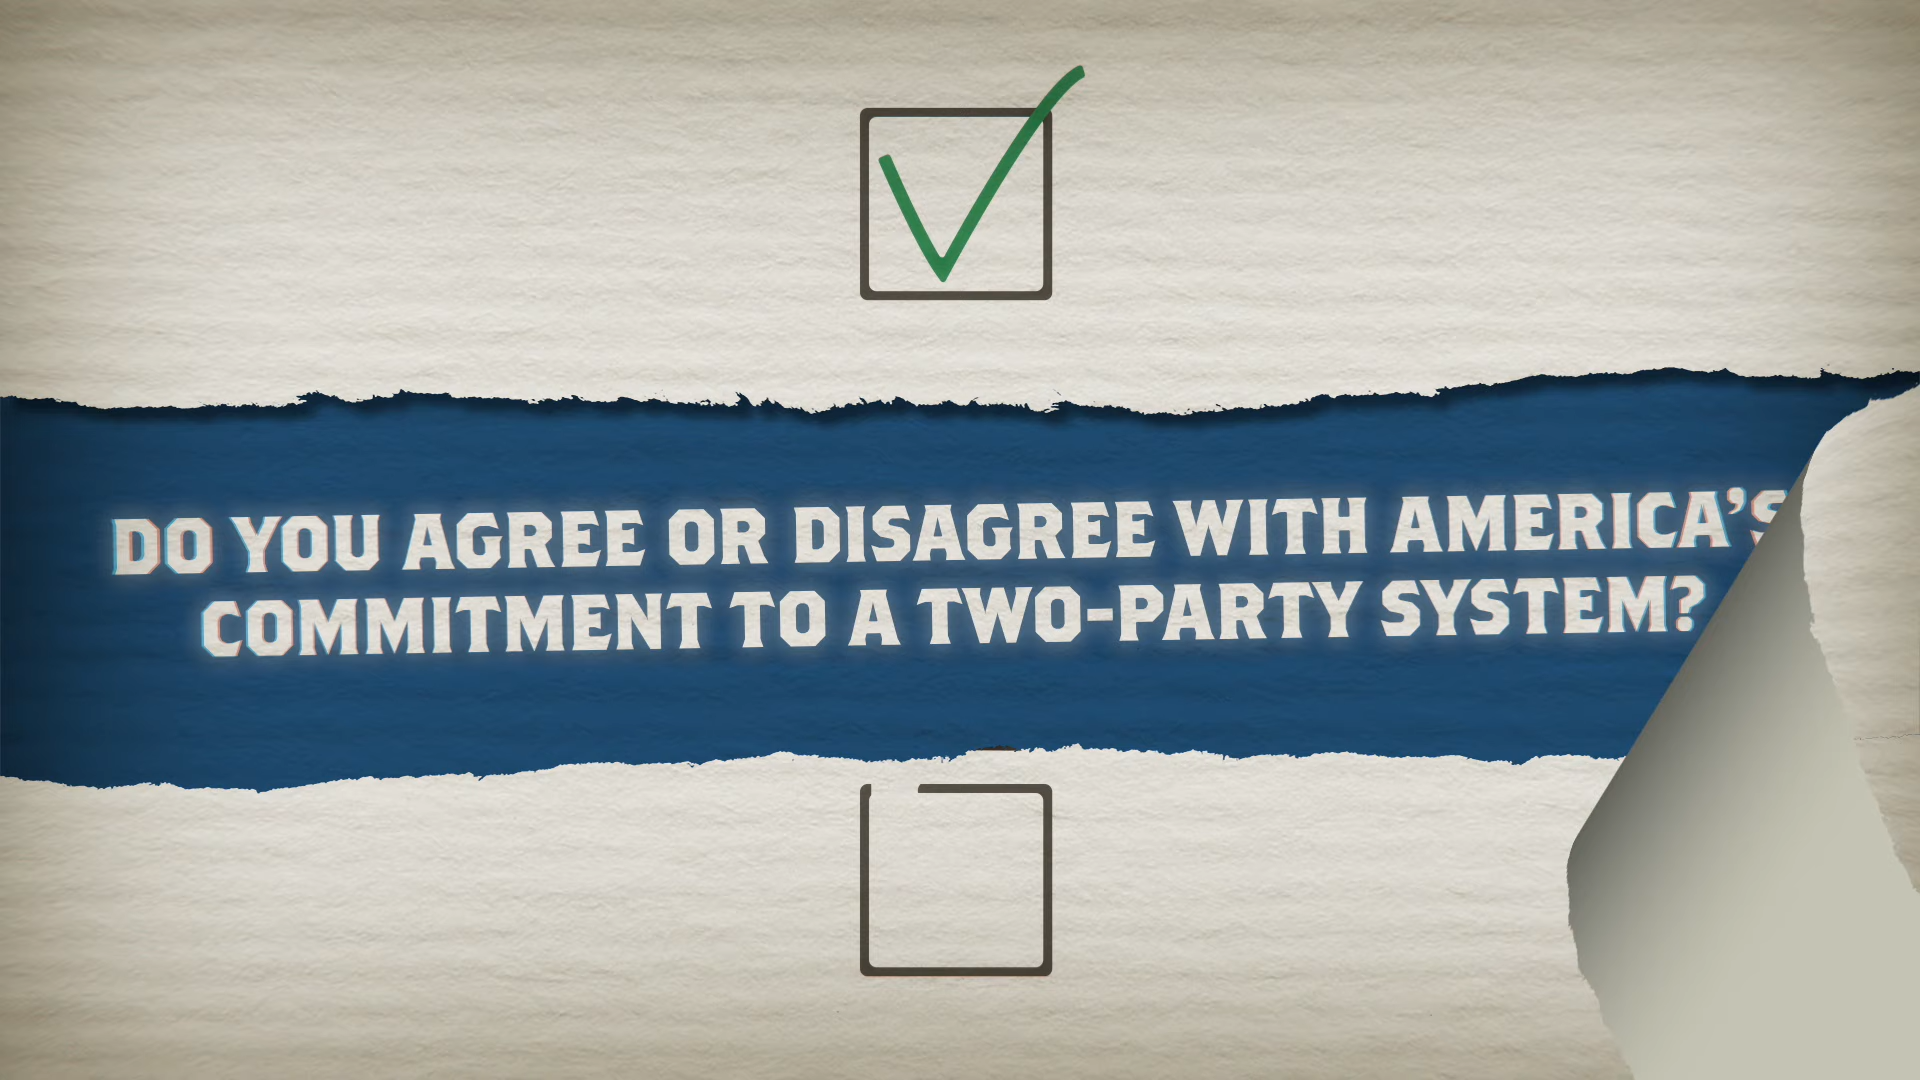 DO YOU AGREE OR DISAGREE WITH AMERICA'S
COMMITMENT TO A TWO-PARTY SYSTEM?